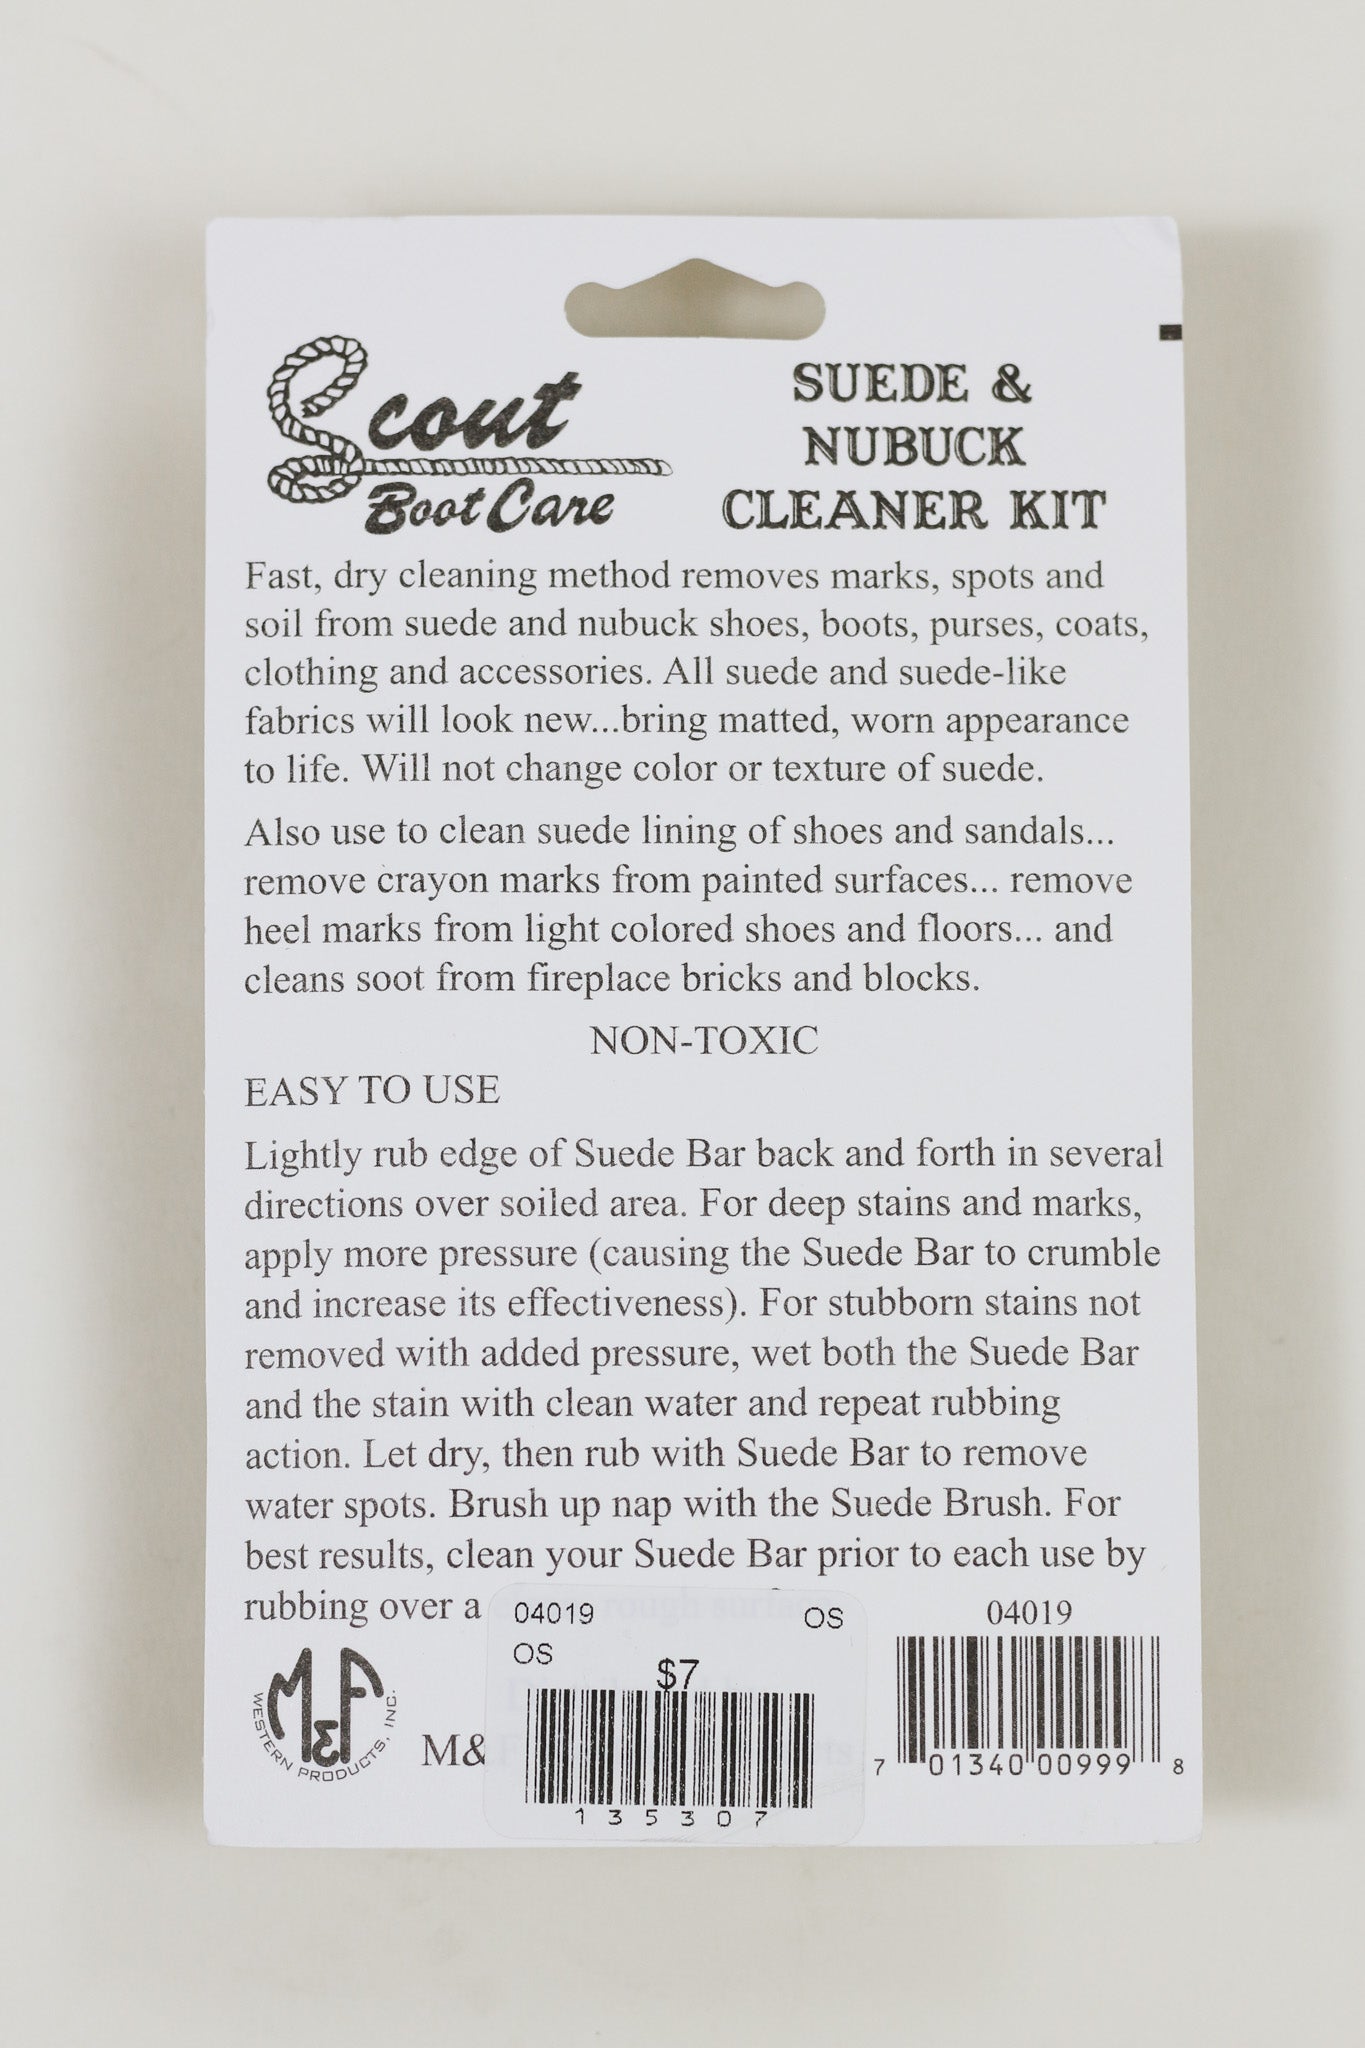 Scout
Boot Care
SUEDE &
NUBUCK
CLEANER KIT
Fast, dry cleaning method removes marks, spots and
soil from suede and nubuck shoes, boots, purses, coats,
clothing and accessories. All suede and suede-like
fabrics will look new...bring matted, worn appearance
to life. Will not change color or texture of suede.
Also use to clean suede lining of shoes and sandals...
remove crayon marks from painted surfaces... remove
heel marks from light colored shoes and floors... and
cleans soot from fireplace bricks and blocks.
NON-TOXIC
EASY TO USE
Lightly rub edge of Suede Bar back and forth in several
directions over soiled area. For deep stains and marks,
apply more pressure (causing the Suede Bar to crumble
and increase its effectiveness). For stubborn stains not
removed with added pressure, wet both the Suede Bar
and the stain with clean water and repeat rubbing
action. Let dry, then rub with Suede Bar to remove
water spots. Brush up nap with the Suede Brush. For
best results, clean your Suede Bar prior to each use by
rubbing over a rough surface
04019 OS
OS
$7
135307
04019
7 01340 00999 8
M&F
WESTERN PRODUCTS, INC.
M&